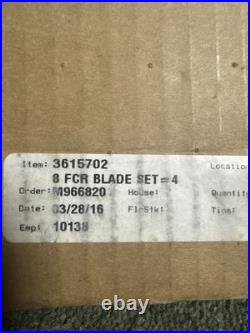 Item: 3615702 Location
8 FCR BLADE SET=4
Order: M966820 House: Quantit
Date: 03/28/16 FlrStk: Time:
Emp: 10138